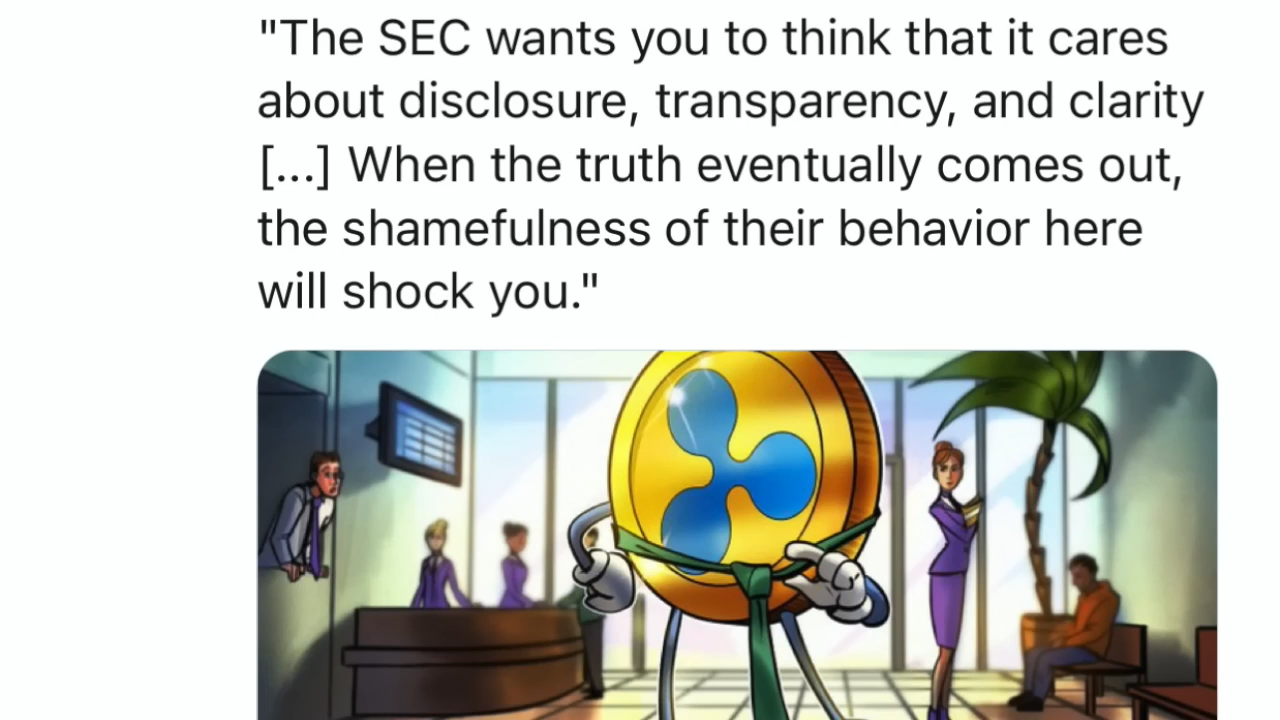 "The SEC wants you to think that it cares
about disclosure, transparency, and clarity
[...] When the truth eventually comes out,
the shamefulness of their behavior here
will shock you."